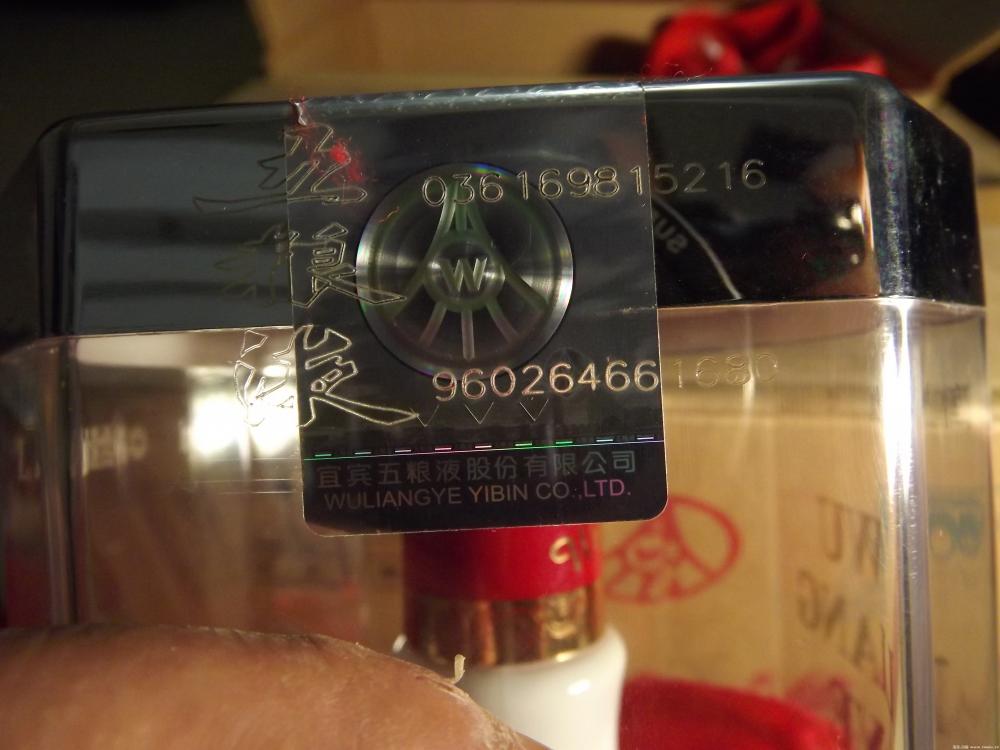 五粮液
036169815216
W
960264661680
宜宾五粮液股份有限公司
WULIANGYE YIBIN CO.,LTD.